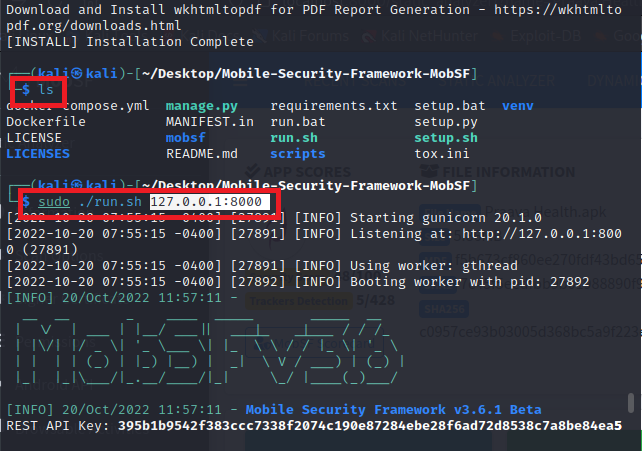 Download and Install wkhtmltopdf for PDF Report Generation - https://wkhtmlto
pdf.org/downloads.html
[INSTALL] Installation Complete
(kali㉿kali)-[~/Desktop/Mobile-Security-Framework-MobSF]
$ ls
docker-compose.yml manage.py requirements.txt setup.bat venv
Dockerfile MANIFEST.in run.bat setup.py
LICENSE mobsf run.sh setup.sh
LICENSES README.md scripts tox.ini
(kali㉿kali)-[~/Desktop/Mobile-Security-Framework-MobSF]
$ sudo ./run.sh 127.0.0.1:8000
[2022-10-20 07:55:15 -0400] [27891] [INFO] Starting gunicorn 20.1.0
[2022-10-20 07:55:15 -0400] [27891] [INFO] Listening at: http://127.0.0.1:800
0 (27891)
[2022-10-20 07:55:15 -0400] [27891] [INFO] Using worker: gthread
[2022-10-20 07:55:15 -0400] [27892] [INFO] Booting worker with pid: 27892
[INFO] 20/Oct/2022 11:57:11 -
MobSF v3.6
[INFO] 20/Oct/2022 11:57:11 - Mobile Security Framework v3.6.1 Beta
REST API Key: 395b1b9542f383ccc7338f2074c190e87284ebe28f6ad72d8538c7a8be84ea5